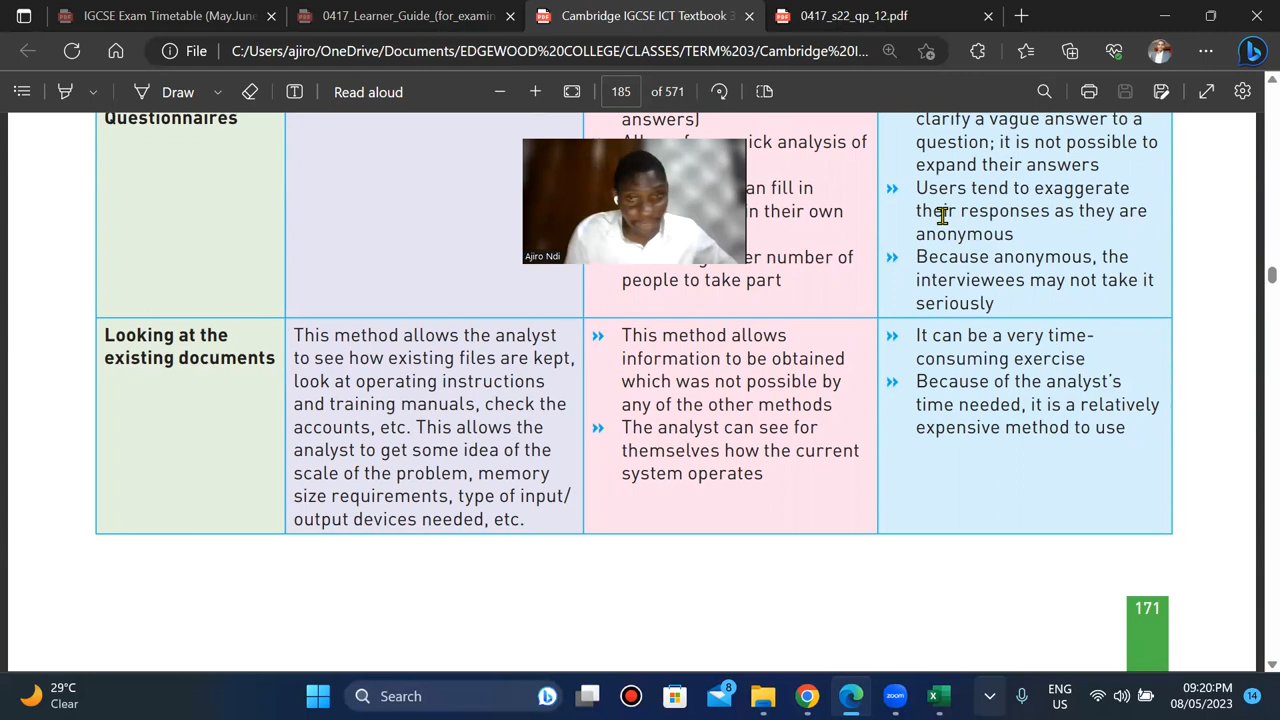 IGCSE Exam Timetable (May.June
0417_Learner_Guide_(for_examin
Cambridge IGCSE ICT Textbook 3
0417_s22_qp_12.pdf
File
C:/Users/ajiro/OneDrive/Documents/EDGEWOOD%20COLLEGE/CLASSES/TERM%203/Cambridge%20I...
Draw
Read aloud
185
of 571
Questionnaires
answers)
ick analysis of
an fill in
in their own
er number of
people to take part
clarify a vague answer to a
question; it is not possible to
expand their answers
» Users tend to exaggerate
their responses as they are
anonymous
» Because anonymous, the
interviewees may not take it
seriously
Ajiro Ndi
Looking at the
existing documents
This method allows the analyst
to see how existing files are kept,
look at operating instructions
and training manuals, check the
accounts, etc. This allows the
analyst to get some idea of the
scale of the problem, memory
size requirements, type of input/
output devices needed, etc.
» This method allows
information to be obtained
which was not possible by
any of the other methods
» The analyst can see for
themselves how the current
system operates
» It can be a very time-
consuming exercise
» Because of the analyst's
time needed, it is a relatively
expensive method to use
171
29°C
Clear
Search
8
ENG
QWERTY
09:20:PM
08/05/2023
14